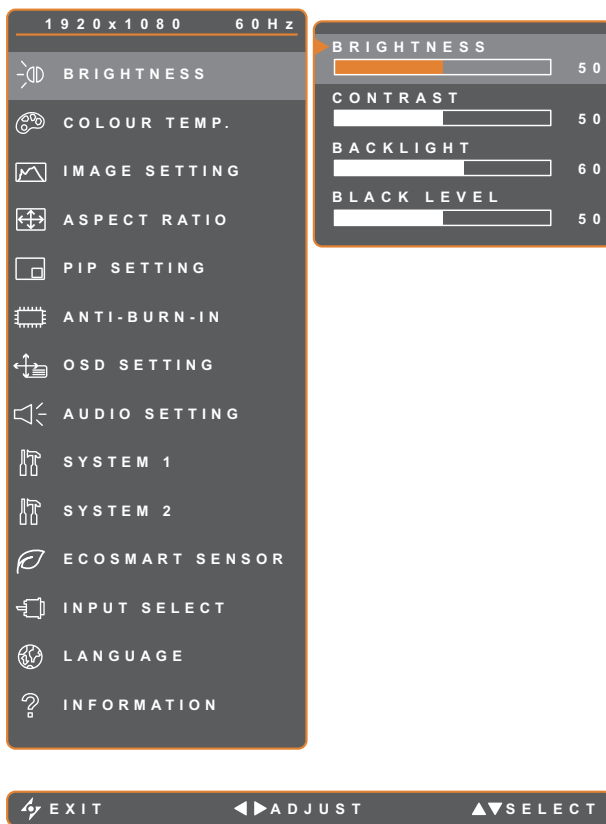 1920x1080 60Hz
BRIGHTNESS
COLOUR TEMP.
IMAGE SETTING
ASPECT RATIO
PIP SETTING
ANTI-BURN-IN
OSD SETTING
AUDIO SETTING
SYSTEM 1
SYSTEM 2
ECOSMART SENSOR
INPUT SELECT
LANGUAGE
INFORMATION
BRIGHTNESS
50
CONTRAST
50
BACKLIGHT
60
BLACK LEVEL
50
EXIT ADJUST SELECT